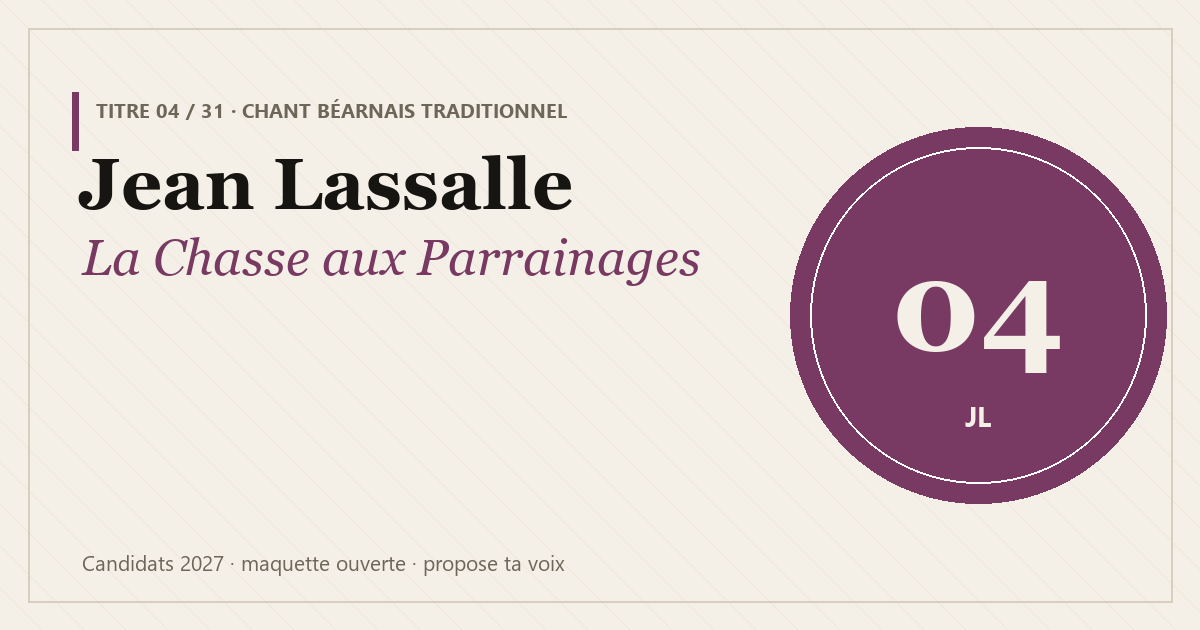 TITRE 04 / 31 · CHANT BÉARNAIS TRADITIONNEL
Jean Lassalle
La Chasse aux Parrainages
04
JL
Candidats 2027 · maquette ouverte · propose ta voix